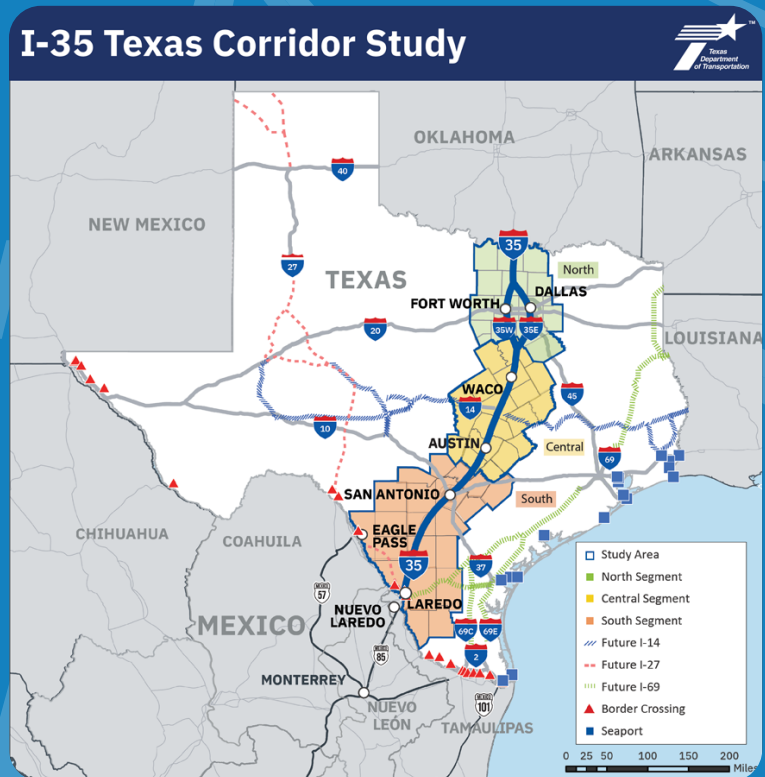 I-35 Texas Corridor Study
TM
Texas
Department
of Transportation
OKLAHOMA
ARKANSAS
40
NEW MEXICO
35
27
North
TEXAS
DALLAS
FORT WORTH
20
35W
35E
LOUISIANA
WACO
45
14
10
AUSTIN
Central
69
SAN ANTONIO
South
CHIHUAHUA
COAHUILA
EAGLE
PASS
35
37
57
MEXICO
NUEVO
LAREDO
LAREDO
69C
69E
2
85
MONTERREY
101
NUEVO
LEÓN
TAMAULIPAS
Study Area
North Segment
Central Segment
South Segment
Future I-14
Future I-27
Future I-69
Border Crossing
Seaport
0 25 50 100 150 200
Miles